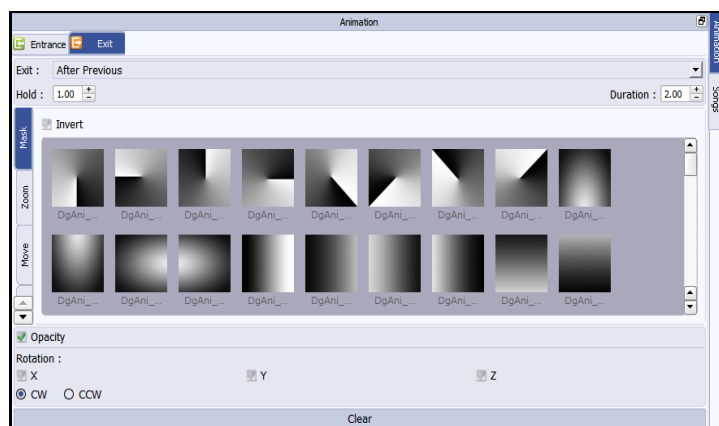 Animation
Entrance Exit
Exit : After Previous
Hold : 1.00 Duration : 2.00
Invert
DgAni_... DgAni_... DgAni_... DgAni_... DgAni_... DgAni_... DgAni_... DgAni_... DgAni_...
DgAni_... DgAni_... DgAni_... DgAni_... DgAni_... DgAni_... DgAni_... DgAni_... DgAni_...
Mask
Zoom
Move
Opacity
Rotation :
X Y Z
CW CCW
Clear
Animation
Songs